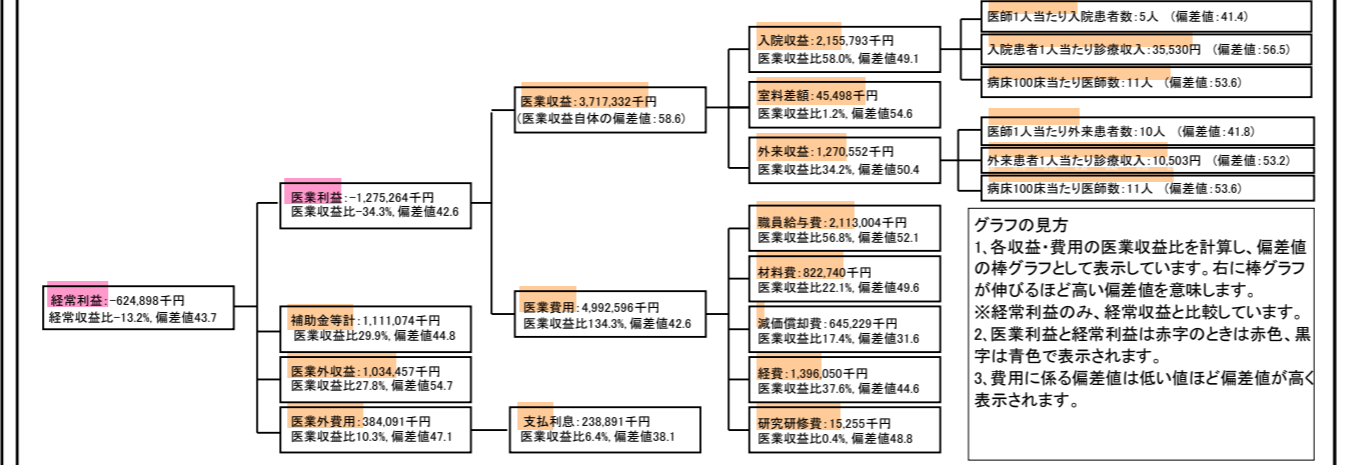 経常利益:-624,898千円
経常収支比-13.2%, 偏差値43.7
医業利益:-1,275,264千円
医業収益比-34.3%, 偏差値42.6
補助金等計:1,111,074千円
医業収益比29.9%, 偏差値44.8
医業外収益:1,034,457千円
医業収益比27.8%, 偏差値54.7
医業外費用:384,091千円
医業収益比10.3%, 偏差値47.1
医業収益:3,717,332千円
(医業収益自体の偏差値:58.6)
医業費用:4,992,596千円
医業収益比134.3%, 偏差値42.6
支払利息:238,891千円
医業収益比6.4%, 偏差値38.1
入院収益:2,155,793千円
医業収益比58.0%, 偏差値49.1
室料差額:45,498千円
医業収益比1.2%, 偏差値54.6
外来収益:1,270,552千円
医業収益比34.2%, 偏差値50.4
職員給与費:2,113,004千円
医業収益比56.8%, 偏差値52.1
材料費:822,740千円
医業収益比22.1%, 偏差値49.6
減価償却費:645,229千円
医業収益比17.4%, 偏差値31.6
経費:1,396,050千円
医業収益比37.6%, 偏差値44.6
研究研修費:15,255千円
医業収益比0.4%, 偏差値48.8
医師1人当たり入院患者数:5人 (偏差値:41.4)
入院患者1人当たり診療収入:35,530円 (偏差値:56.5)
病床100床当たり医師数:11人 (偏差値:53.6)
医師1人当たり外来患者数:10人 (偏差値:41.8)
外来患者1人当たり診療収入:10,503円 (偏差値:53.2)
病床100床当たり医師数:11人 (偏差値:53.6)
グラフの見方
1、各収益・費用の医業収益比を計算し、偏差値
の棒グラフとして表示しています。右に棒グラフ
が伸びるほど高い偏差値を意味します。
※経常利益のみ、経常収益と比較しています。
2、医業利益と経常利益は赤字のときは赤色、黒
字は青色で表示されます。
3、費用に係る偏差値は低い値ほど偏差値が高く
表示されます。